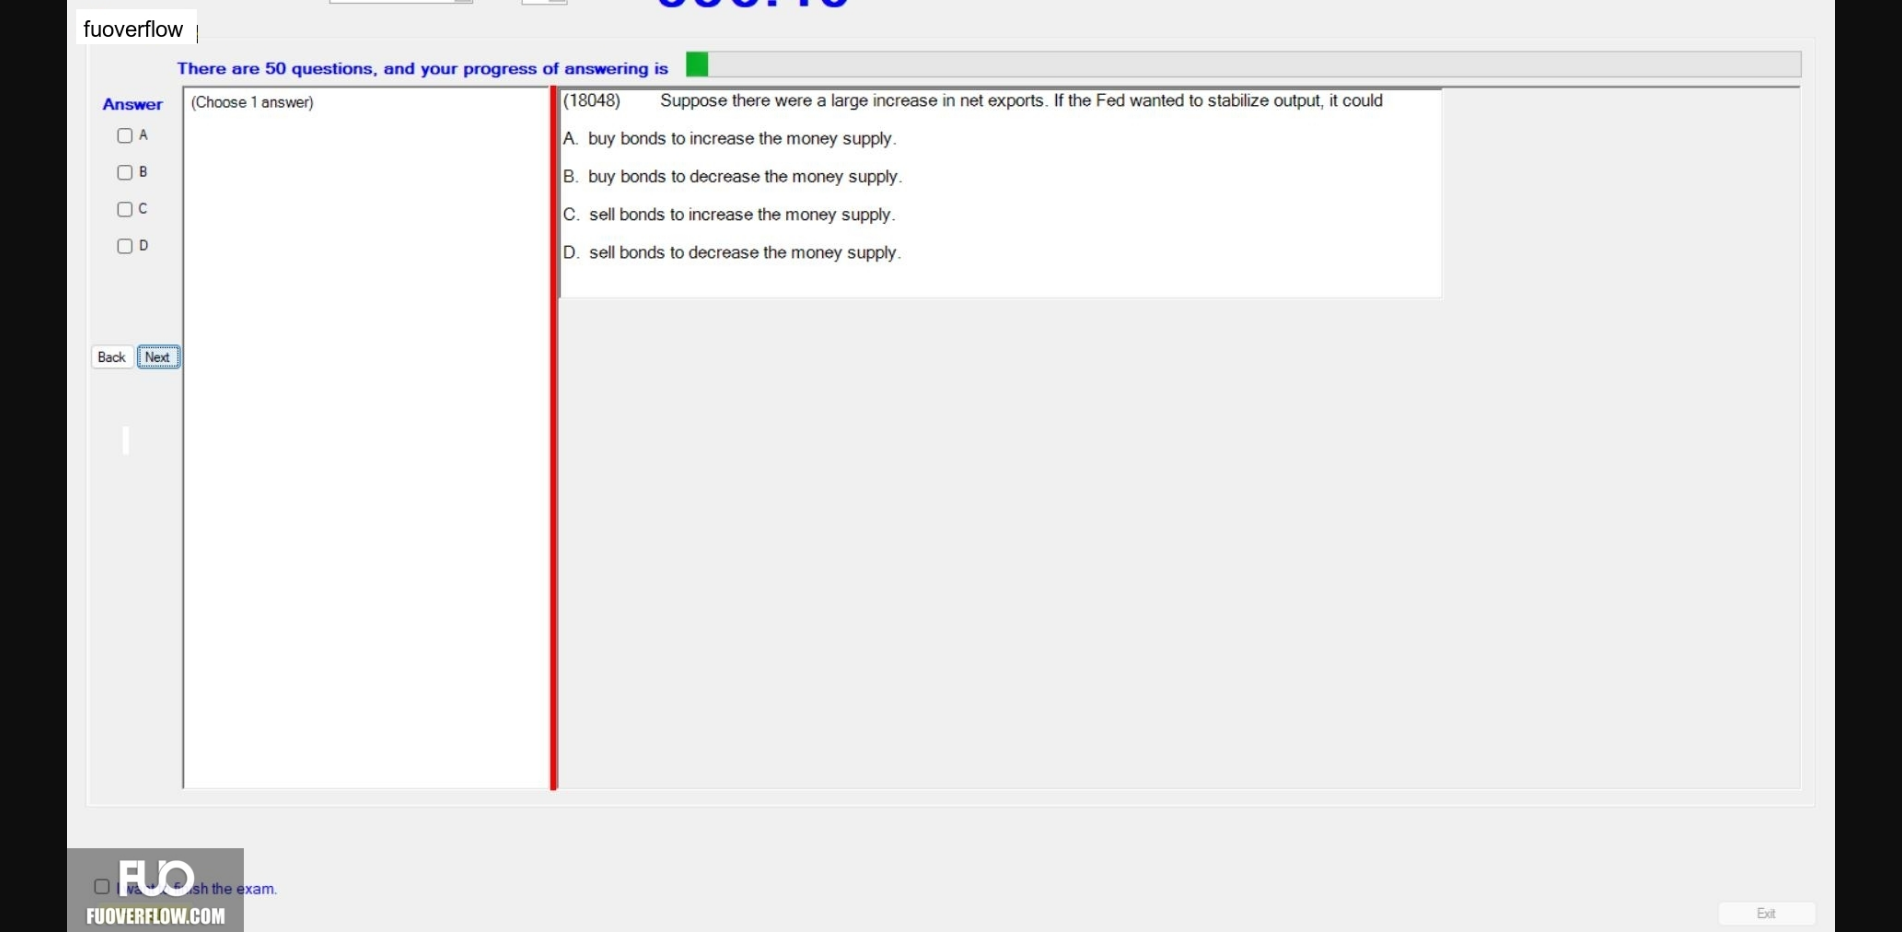 fuoverflow
There are 50 questions, and your progress of answering is
Answer
(Choose 1 answer)
A
B
C
D
(18048) Suppose there were a large increase in net exports. If the Fed wanted to stabilize output, it could
A. buy bonds to increase the money supply.
B. buy bonds to decrease the money supply.
C. sell bonds to increase the money supply.
D. sell bonds to decrease the money supply.
Back Next
FUO
sh the exam.
FUOVERFLOW.COM
Exit